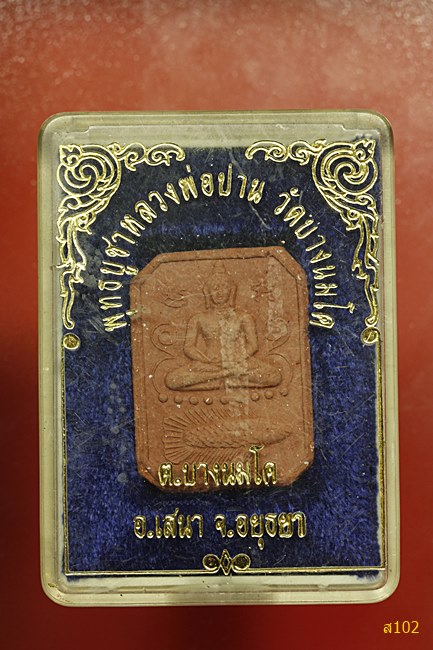 พุทธบูชาหลวงพ่อปาน วัดบางนมโค
ต.บางนมโค
อ.เสนา จ.อยุธยา
ส102